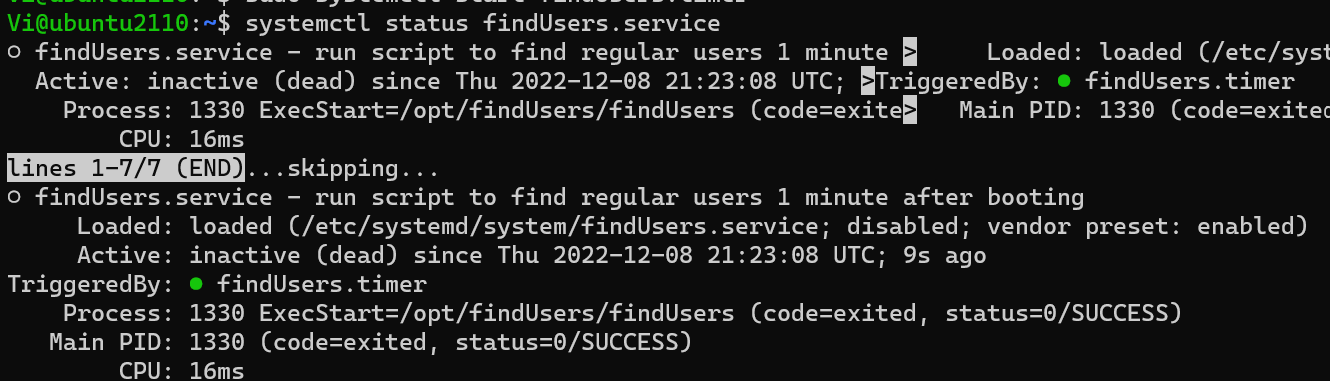 Vi@ubuntu2110:~$ systemctl status findUsers.service
○ findUsers.service - run script to find regular users 1 minute > Loaded: loaded (/etc/syst
Active: inactive (dead) since Thu 2022-12-08 21:23:08 UTC; >TriggeredBy: ● findUsers.timer
Process: 1330 ExecStart=/opt/findUsers/findUsers (code=exite> Main PID: 1330 (code=exited
CPU: 16ms
lines 1-7/7 (END)...skipping...
○ findUsers.service - run script to find regular users 1 minute after booting
Loaded: loaded (/etc/systemd/system/findUsers.service; disabled; vendor preset: enabled)
Active: inactive (dead) since Thu 2022-12-08 21:23:08 UTC; 9s ago
TriggeredBy: ● findUsers.timer
Process: 1330 ExecStart=/opt/findUsers/findUsers (code=exited, status=0/SUCCESS)
Main PID: 1330 (code=exited, status=0/SUCCESS)
CPU: 16ms